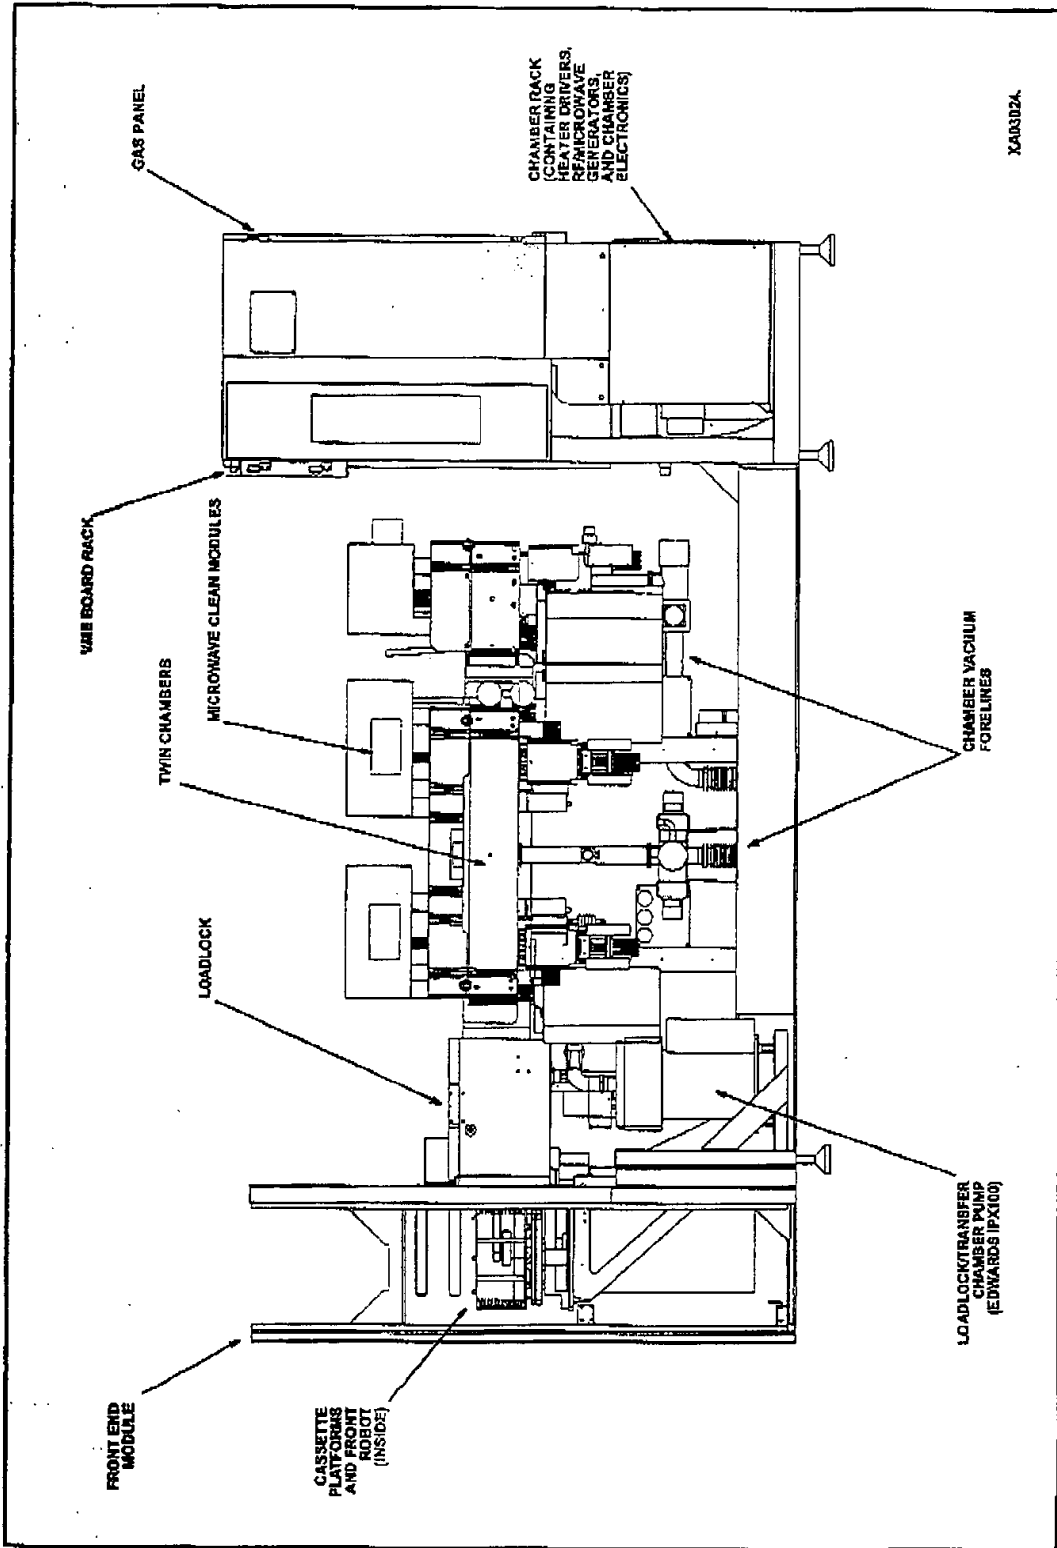 FRONT END
MODULE
CASSETTE
PLATFORMS
AND FRONT
ROBOT
(INSIDE)
LOADLOCK
TWIN CHAMBERS
MICROWAVE CLEAN MODULES
VME BOARD RACK
GAS PANEL
CHAMBER RACK
(CONTAINING
HEATER DRIVERS,
RF/MICROWAVE
GENERATORS,
AND CHAMBER
ELECTRONICS)
LOADLOCK/TRANSFER
CHAMBER PUMP
(EDWARDS IPX100)
CHAMBER VACUUM
FORELINES
XA03024.